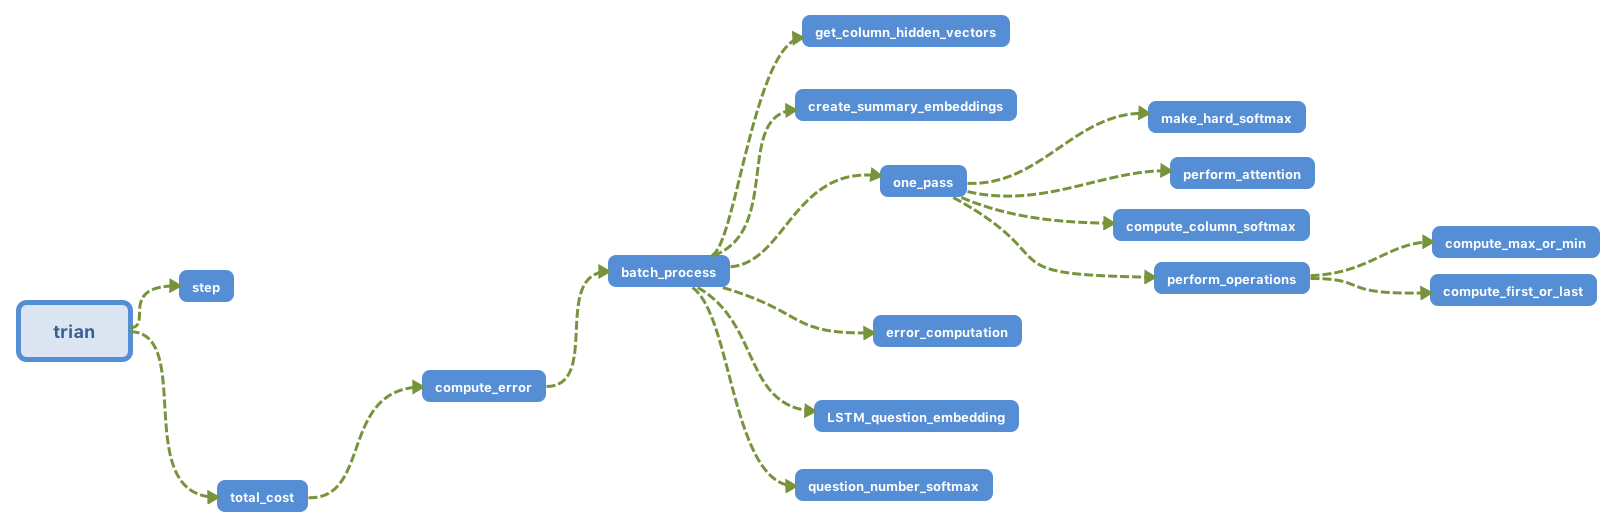 get_column_hidden_vectors
create_summary_embeddings
make_hard_softmax
perform_attention
one_pass
compute_column_softmax
compute_max_or_min
batch_process
perform_operations
step
compute_first_or_last
trian
error_computation
compute_error
LSTM_question_embedding
question_number_softmax
total_cost